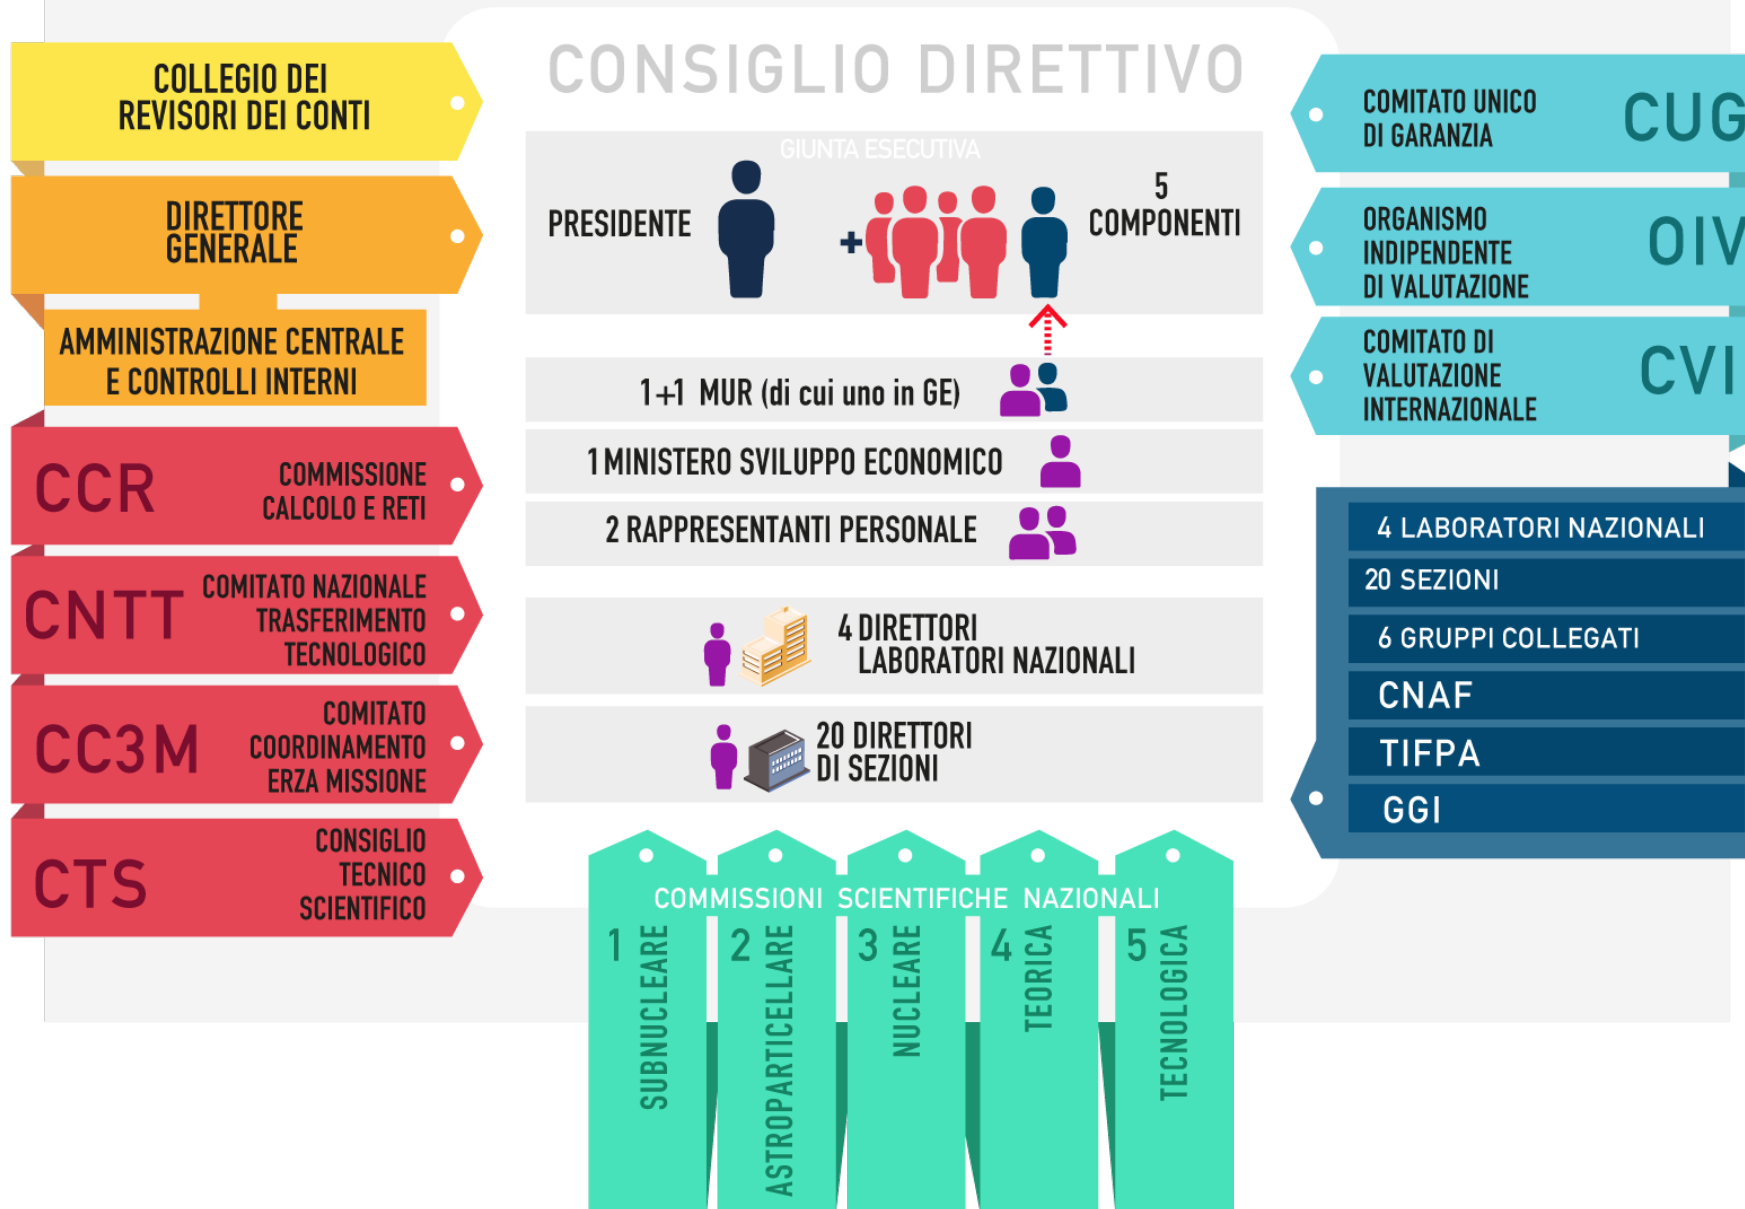 CONSIGLIO DIRETTIVO
COLLEGIO DEI
REVISORI DEI CONTI
DIRETTORE
GENERALE
AMMINISTRAZIONE CENTRALE
E CONTROLLI INTERNI
CCR
COMMISSIONE
CALCOLO E RETI
CNTT
COMITATO NAZIONALE
TRASFERIMENTO
TECNOLOGICO
CC3M
COMITATO
COORDINAMENTO
ERZA MISSIONE
CTS
CONSIGLIO
TECNICO
SCIENTIFICO
GIUNTA ESECUTIVA
PRESIDENTE
+
5
COMPONENTI
1+1 MUR (di cui uno in GE)
1 MINISTERO SVILUPPO ECONOMICO
2 RAPPRESENTANTI PERSONALE
4 DIRETTORI
LABORATORI NAZIONALI
20 DIRETTORI
DI SEZIONI
COMMISSIONI SCIENTIFICHE NAZIONALI
1 SUBNUCLEARE
2 ASTROPARTICELLARE
3 NUCLEARE
4 TEORICA
5 TECNOLOGICA
COMITATO UNICO
DI GARANZIA
CUG
ORGANISMO
INDIPENDENTE
DI VALUTAZIONE
OIV
COMITATO DI
VALUTAZIONE
INTERNAZIONALE
CVI
4 LABORATORI NAZIONALI
20 SEZIONI
6 GRUPPI COLLEGATI
CNAF
TIFPA
GGI